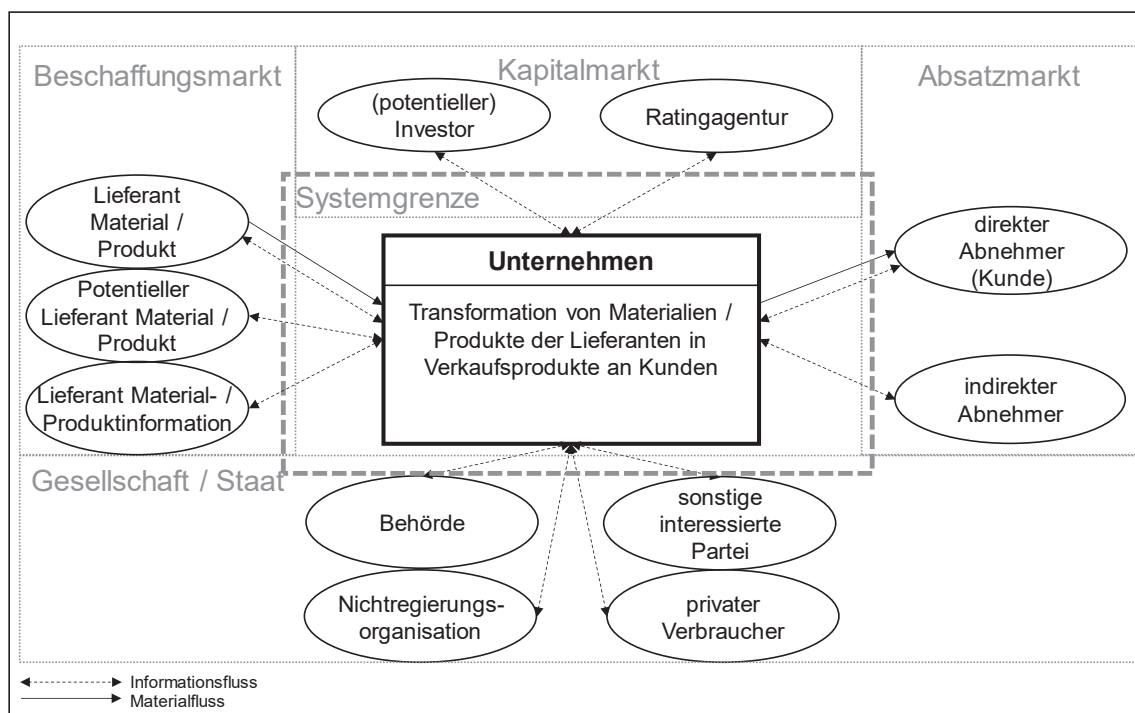 Beschaffungsmarkt
Kapitalmarkt
Absatzmarkt
(potentieller)
Investor
Ratingagentur
Systemgrenze
Lieferant
Material /
Produkt
Potentieller
Lieferant Material /
Produkt
Lieferant Material- /
Produktinformation
Unternehmen
Transformation von Materialien /
Produkte der Lieferanten in
Verkaufsprodukte an Kunden
direkter
Abnehmer
(Kunde)
indirekter
Abnehmer
Gesellschaft / Staat
Behörde
sonstige
interessierte
Partei
Nichtregierungs-
organisation
privater
Verbraucher
Informationsfluss
Materialfluss